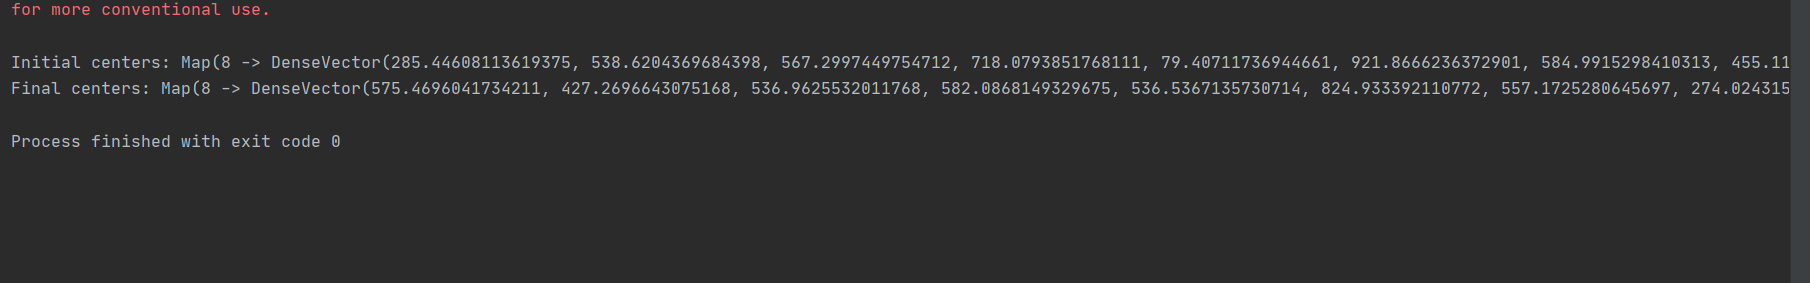 for more conventional use.
Initial centers: Map(8 -> DenseVector(285.44608113619375, 538.6204369684398, 567.2997449754712, 718.0793851768111, 79.40711736944661, 921.8666236372901, 584.9915298410313, 455.11
Final centers: Map(8 -> DenseVector(575.4696041734211, 427.2696643075168, 536.9625532011768, 582.0868149329675, 536.5367135730714, 824.933392110772, 557.1725280645697, 274.024315
Process finished with exit code 0